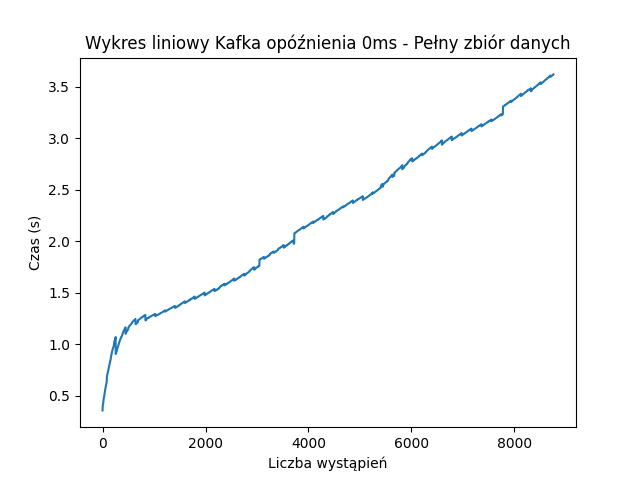 Wykres liniowy Kafka opóźnienia 0ms - Pełny zbiór danych
3.5
3.0
2.5
2.0
1.5
1.0
0.5
Czas (s)
0 2000 4000 6000 8000
Liczba wystąpień